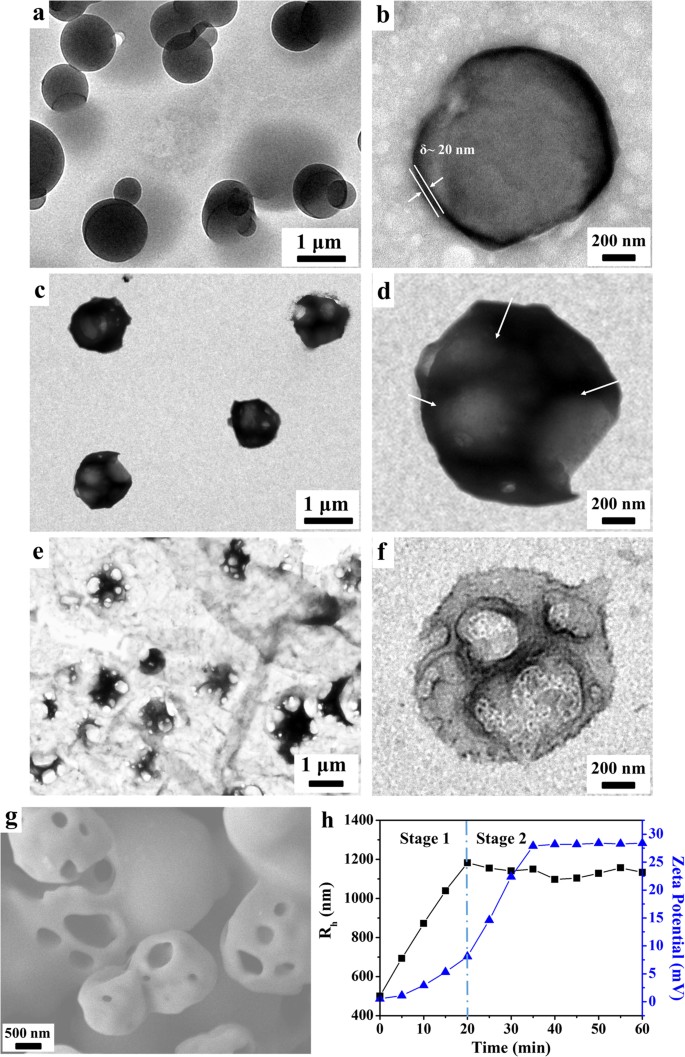 a
1 μm
b
δ~ 20 nm
200 nm
c
1 μm
d
200 nm
e
1 μm
f
200 nm
g
500 nm
h
Stage 1
Stage 2
1400
1200
1000
800
600
400
R_h (nm)
30
25
20
15
10
5
0
Zeta Potential (mV)
0 10 20 30 40 50 60
Time (min)